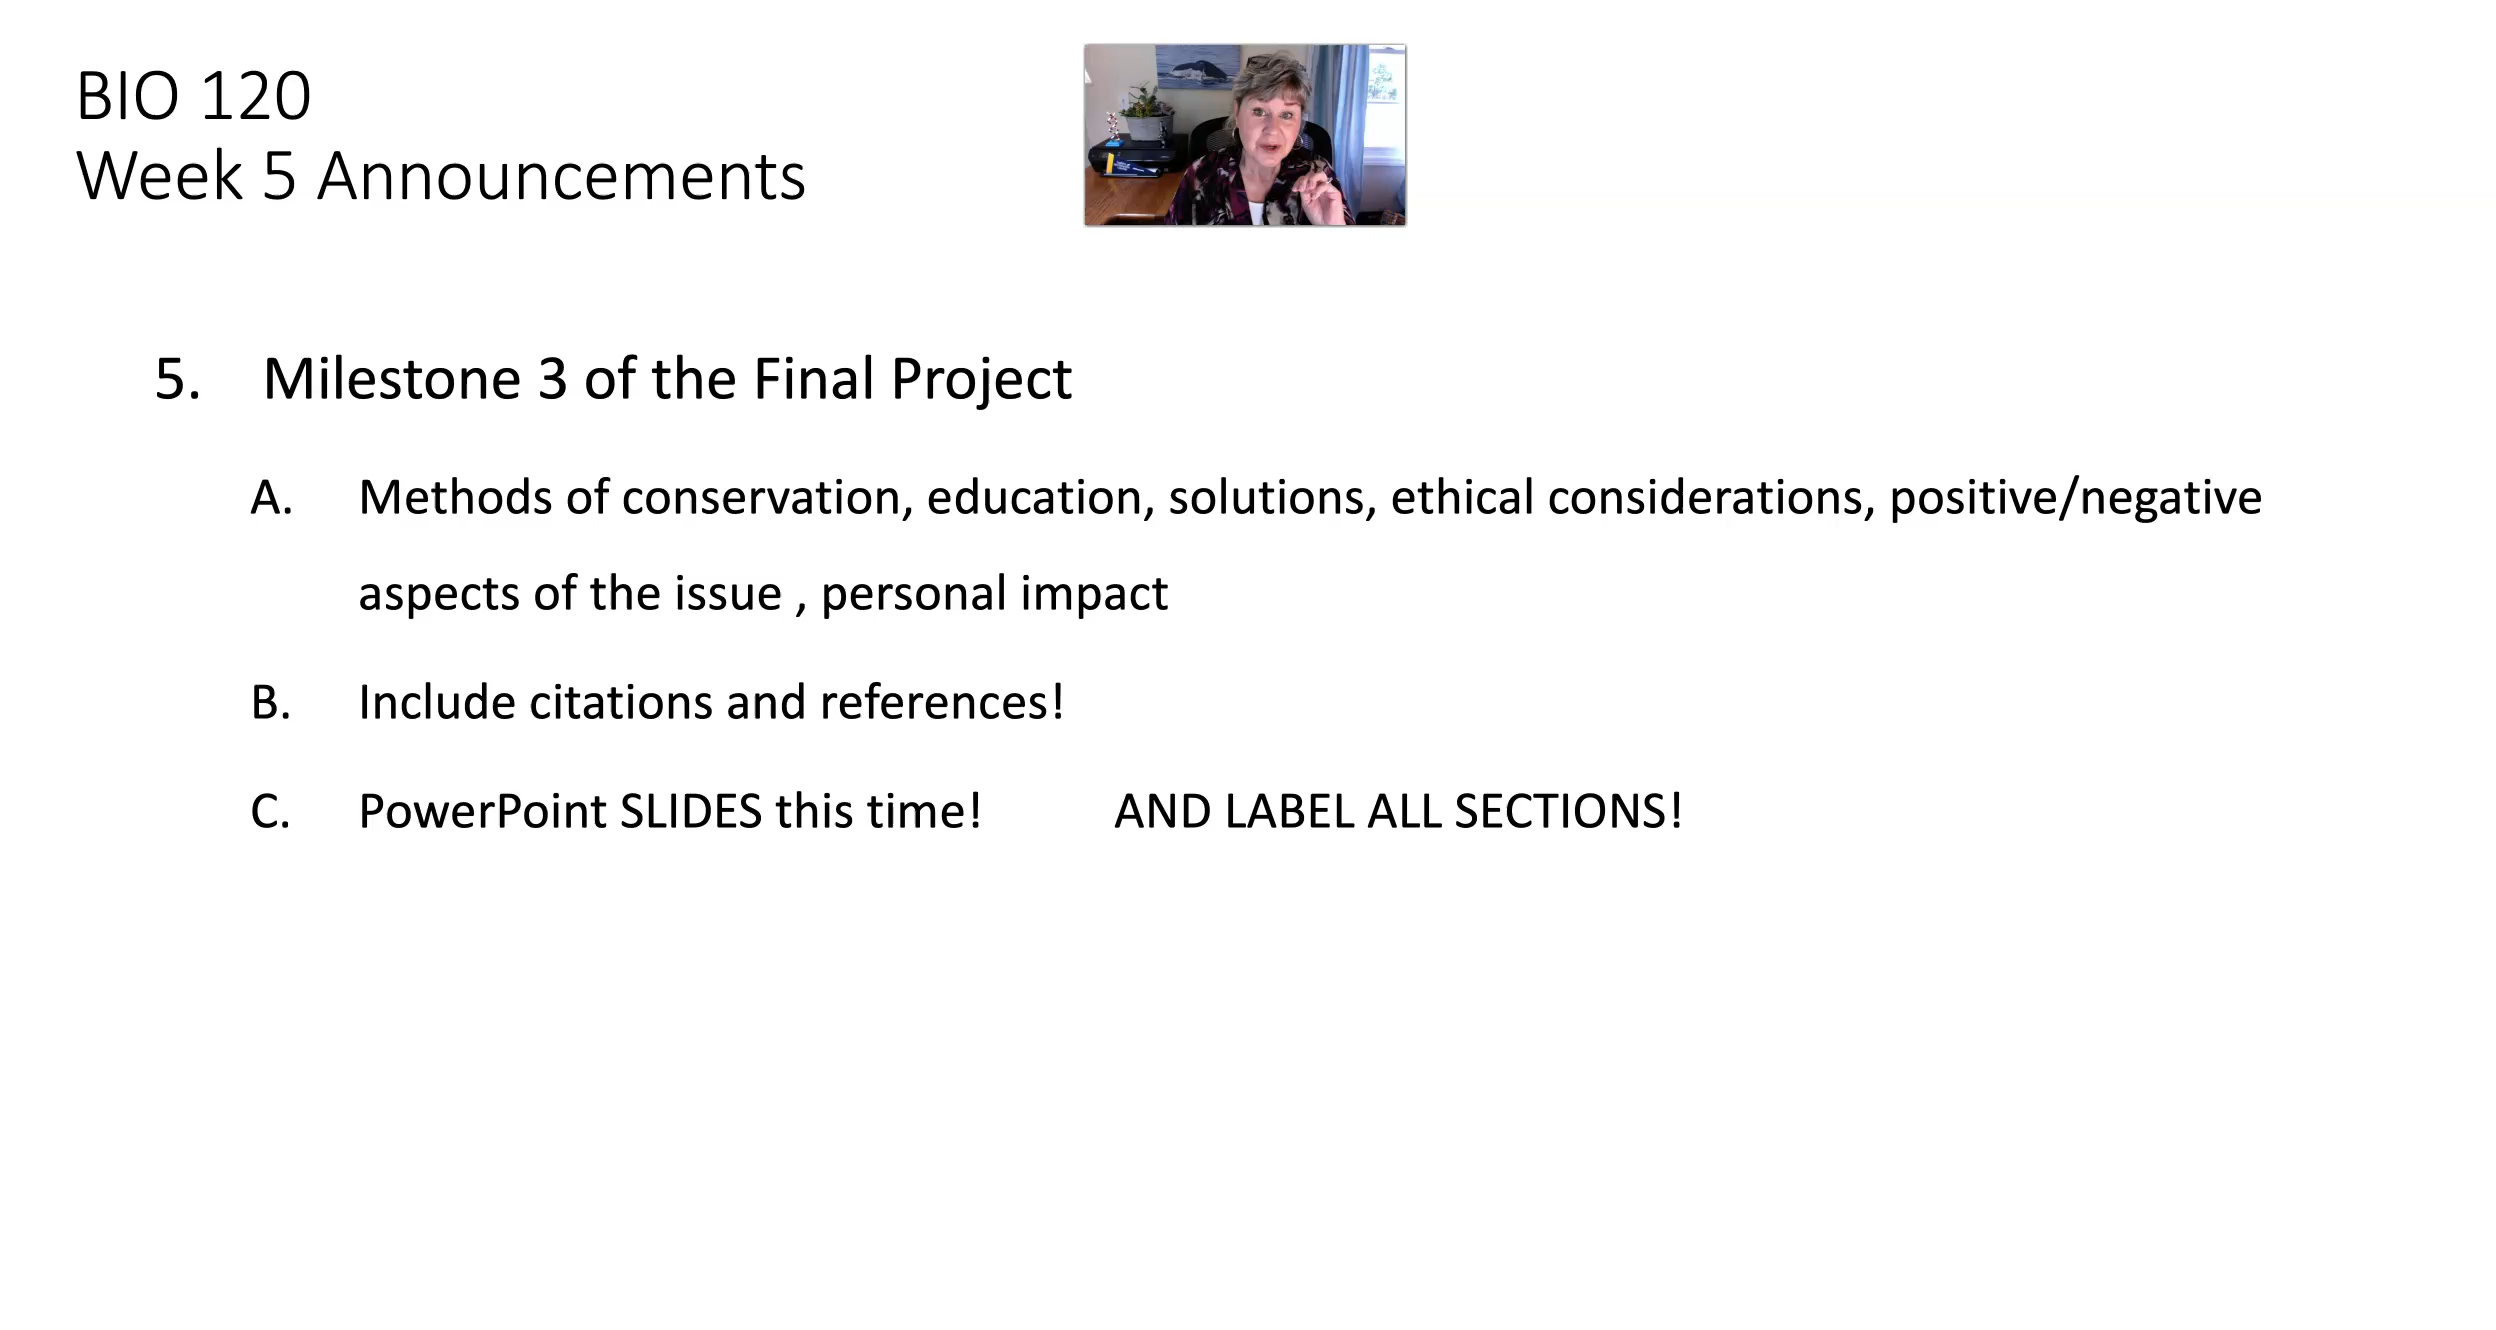 BIO 120
Week 5 Announcements
5. Milestone 3 of the Final Project
A. Methods of conservation, education, solutions, ethical considerations, positive/negative
aspects of the issue , personal impact
B. Include citations and references!
C. PowerPoint SLIDES this time! AND LABEL ALL SECTIONS!